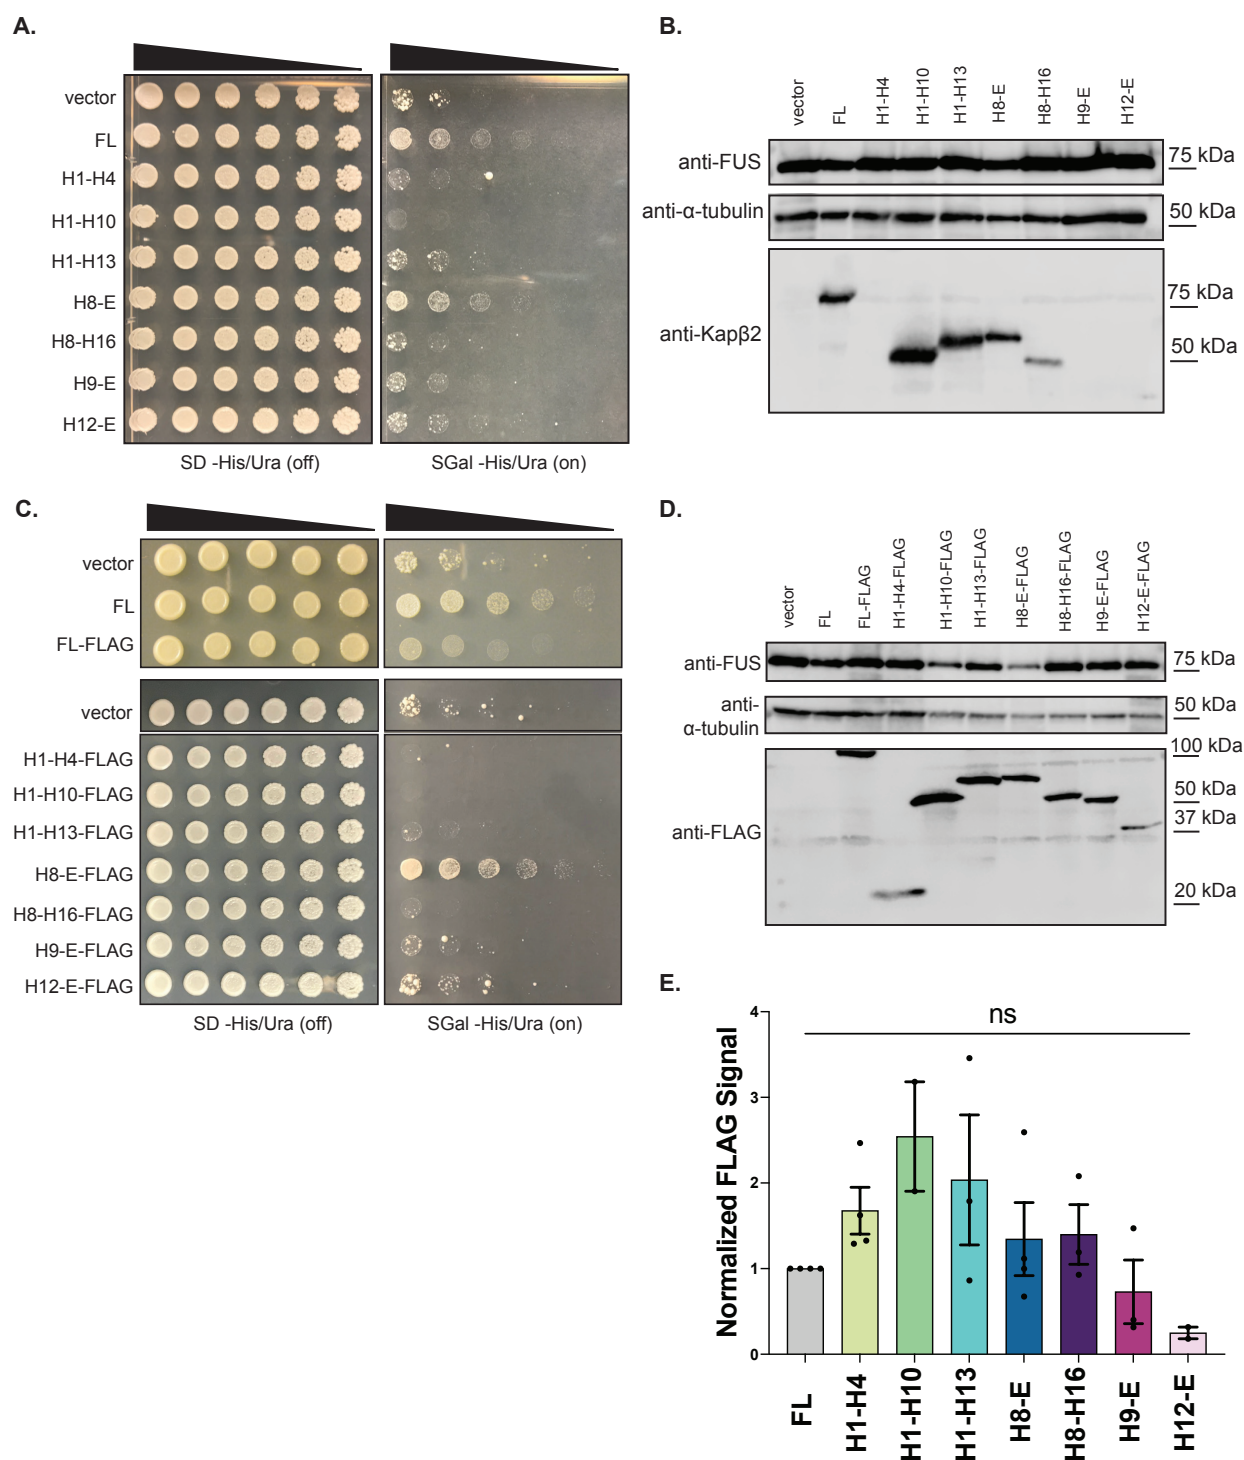 A.
vector
FL
H1-H4
H1-H10
H1-H13
H8-E
H8-H16
H9-E
H12-E
SD -His/Ura (off)
SGal -His/Ura (on)
B.
vector
FL
H1-H4
H1-H10
H1-H13
H8-E
H8-H16
H9-E
H12-E
anti-FUS
75 kDa
anti-α-tubulin
50 kDa
anti-Kapβ2
75 kDa
50 kDa
C.
vector
FL
FL-FLAG
vector
H1-H4-FLAG
H1-H10-FLAG
H1-H13-FLAG
H8-E-FLAG
H8-H16-FLAG
H9-E-FLAG
H12-E-FLAG
SD -His/Ura (off)
SGal -His/Ura (on)
D.
vector
FL
FL-FLAG
H1-H4-FLAG
H1-H10-FLAG
H1-H13-FLAG
H8-E-FLAG
H8-H16-FLAG
H9-E-FLAG
H12-E-FLAG
anti-FUS
75 kDa
anti-
α-tubulin
50 kDa
anti-FLAG
100 kDa
50 kDa
37 kDa
20 kDa
E.
Normalized FLAG Signal
4
3
2
1
0
ns
FL
H1-H4
H1-H10
H1-H13
H8-E
H8-H16
H9-E
H12-E